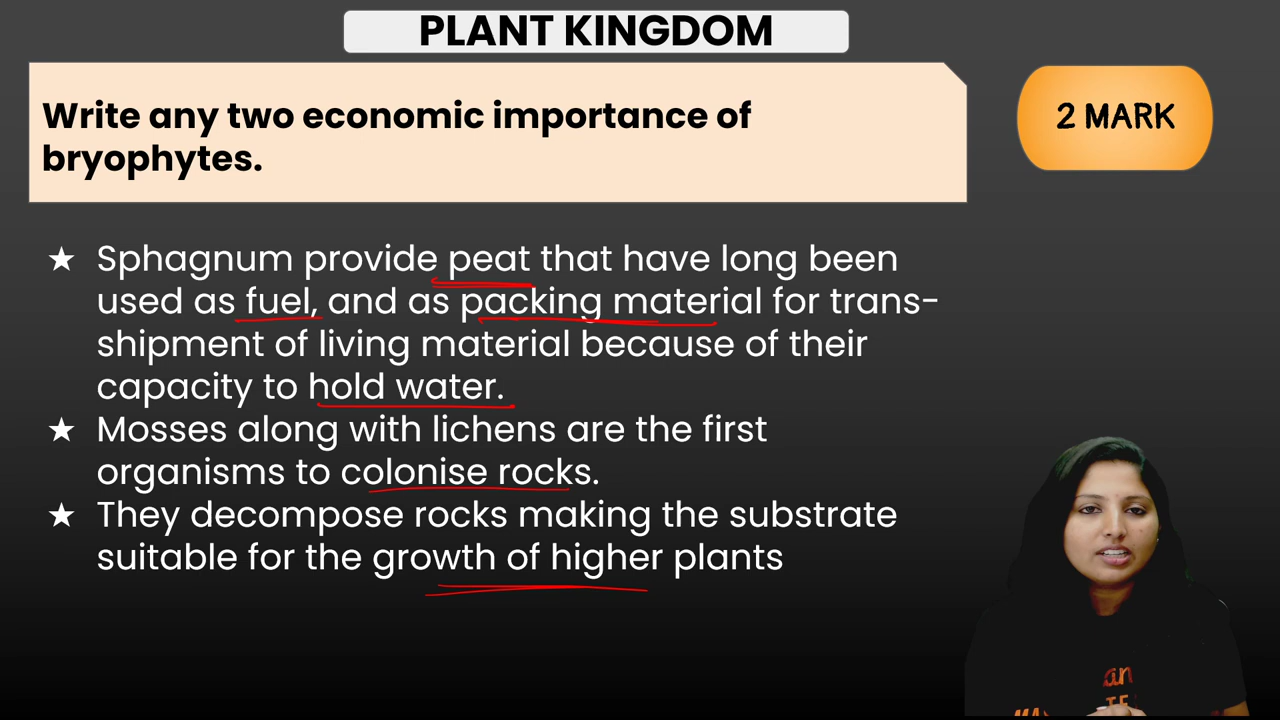 PLANT KINGDOM
Write any two economic importance of
bryophytes.
2 MARK
★ Sphagnum provide peat that have long been
used as fuel, and as packing material for trans-
shipment of living material because of their
capacity to hold water.
★ Mosses along with lichens are the first
organisms to colonise rocks.
★ They decompose rocks making the substrate
suitable for the growth of higher plants